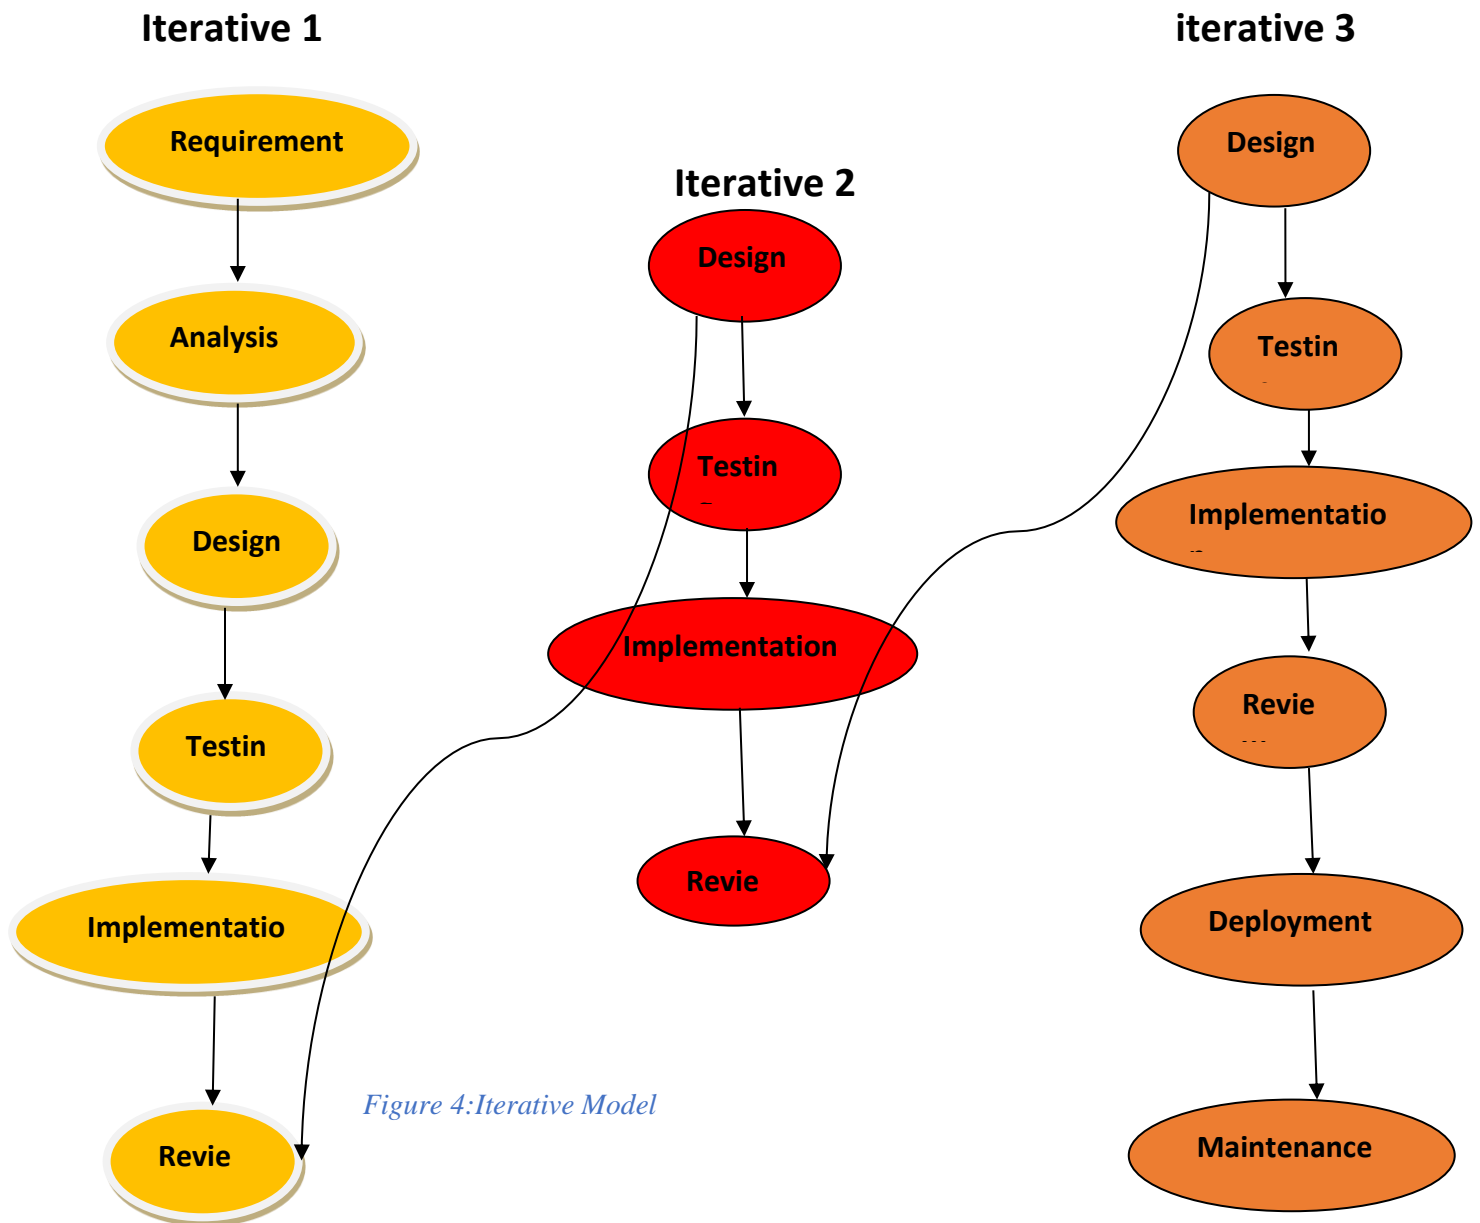 Iterative 1
Requirement
Analysis
Design
Testin
Implementatio
Revie
Iterative 2
Design
Testin
Implementation
Revie
iterative 3
Design
Testin
Implementatio
Revie
Deployment
Maintenance
Figure 4:Iterative Model